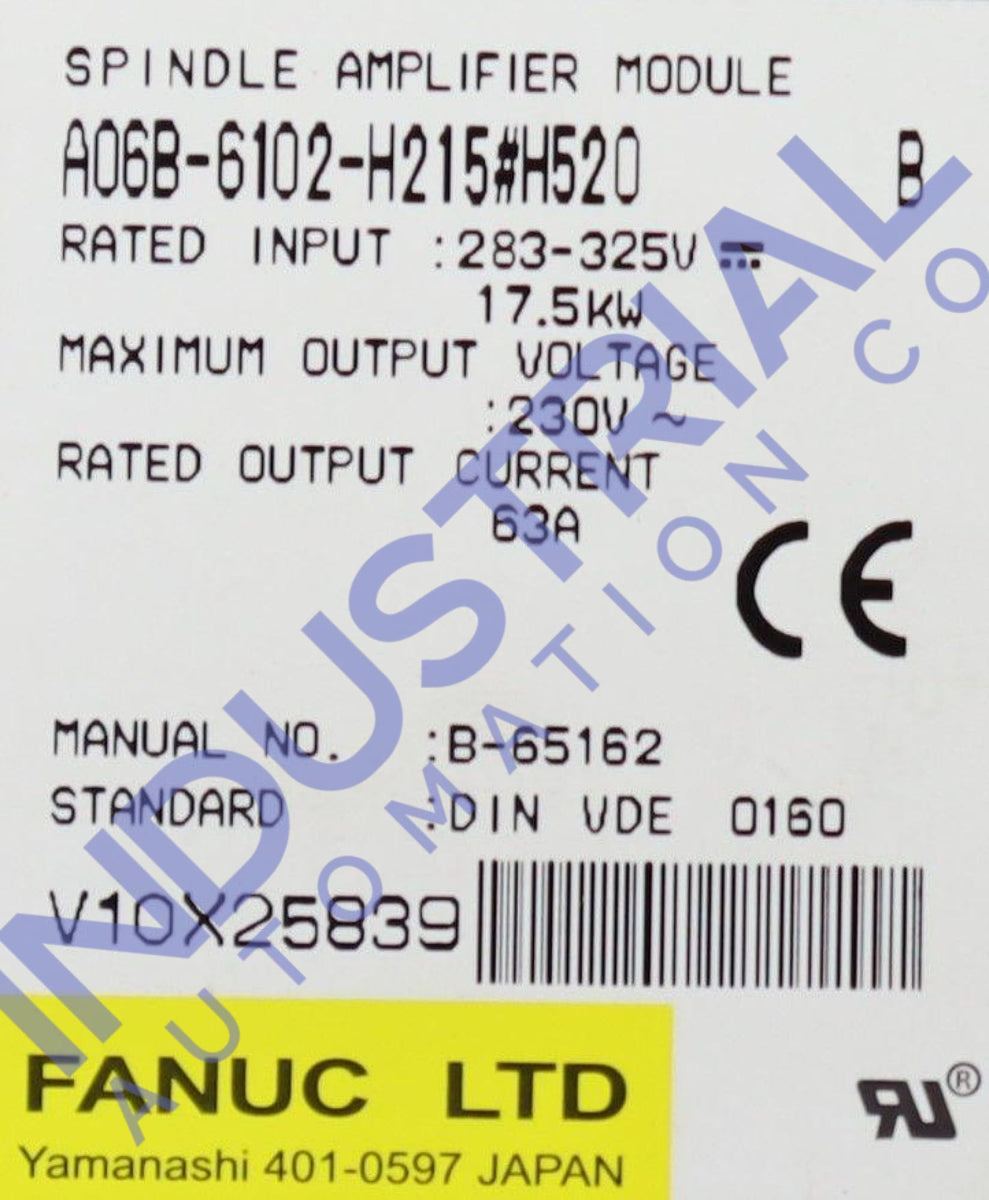 SPINDLE AMPLIFIER MODULE
A06B-6102-H215#H520 B
RATED INPUT :283-325V ⎓
17.5kW
MAXIMUM OUTPUT VOLTAGE
:230V ~
RATED OUTPUT CURRENT
63A
CE
MANUAL NO. :B-65162
STANDARD :DIN VDE 0160
V10X25839
FANUC LTD
Yamanashi 401-0597 JAPAN
RU®
INDUSTRIAL
AUTOMATION CO